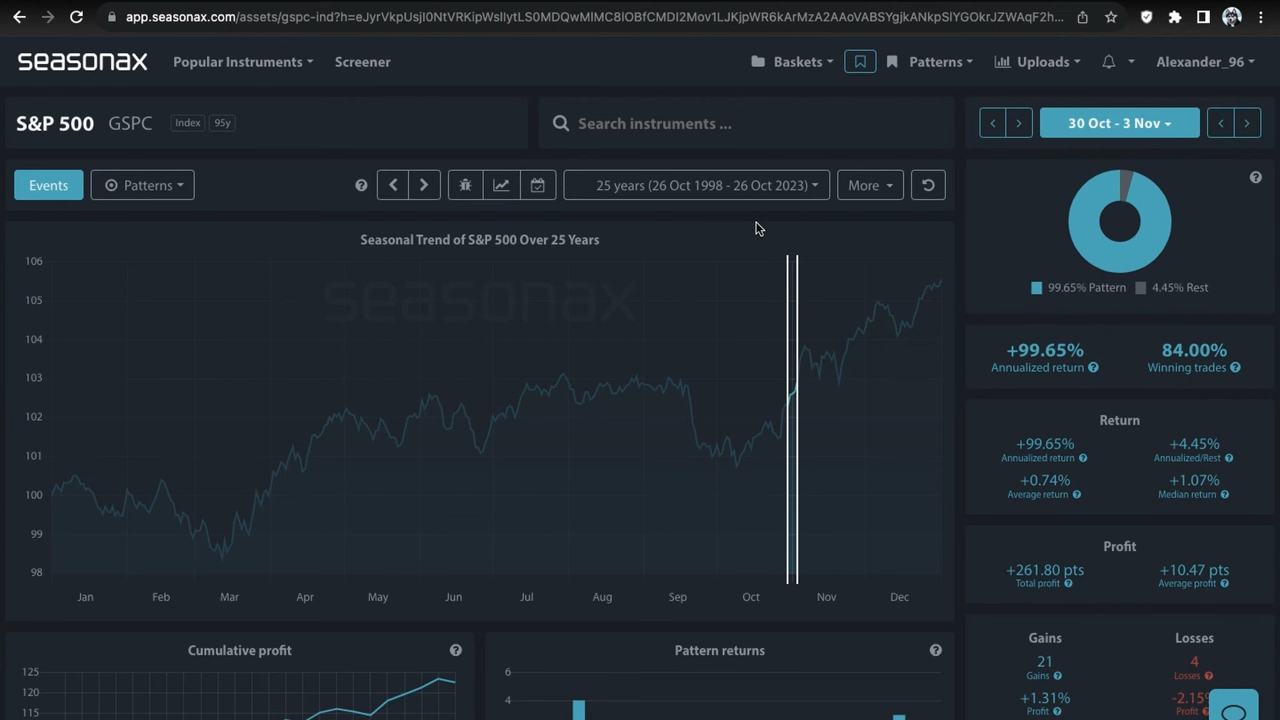 app.seasonax.com/assets/gspc-ind?h=eJyrVkpUsjI0NtVRKipWsIIytLS0MDQwMlMC8lOBfCMDI2Mov1LJKjpWR6kArMzA2AAoVABSYgjkANkpSlYGOkrJZWAqF2h...
seasonax
Popular Instruments
Screener
Baskets
Patterns
Uploads
Alexander_96
S&P 500 GSPC Index 95y
Search instruments ...
30 Oct - 3 Nov
Events
Patterns
25 years (26 Oct 1998 - 26 Oct 2023)
More
Seasonal Trend of S&P 500 Over 25 Years
seasonax
106
105
104
103
102
101
100
99
98
Jan Feb Mar Apr May Jun Jul Aug Sep Oct Nov Dec
99.65% Pattern 4.45% Rest
+99.65% 84.00%
Annualized return Winning trades
Return
+99.65% +4.45%
Annualized return Annualized/Rest
+0.74% +1.07%
Average return Median return
Profit
+261.80 pts +10.47 pts
Total profit Average profit
Gains Losses
21 4
Gains Losses
+1.31% -2.15%
Profit Profit
Cumulative profit
125
120
115
Pattern returns
6
4